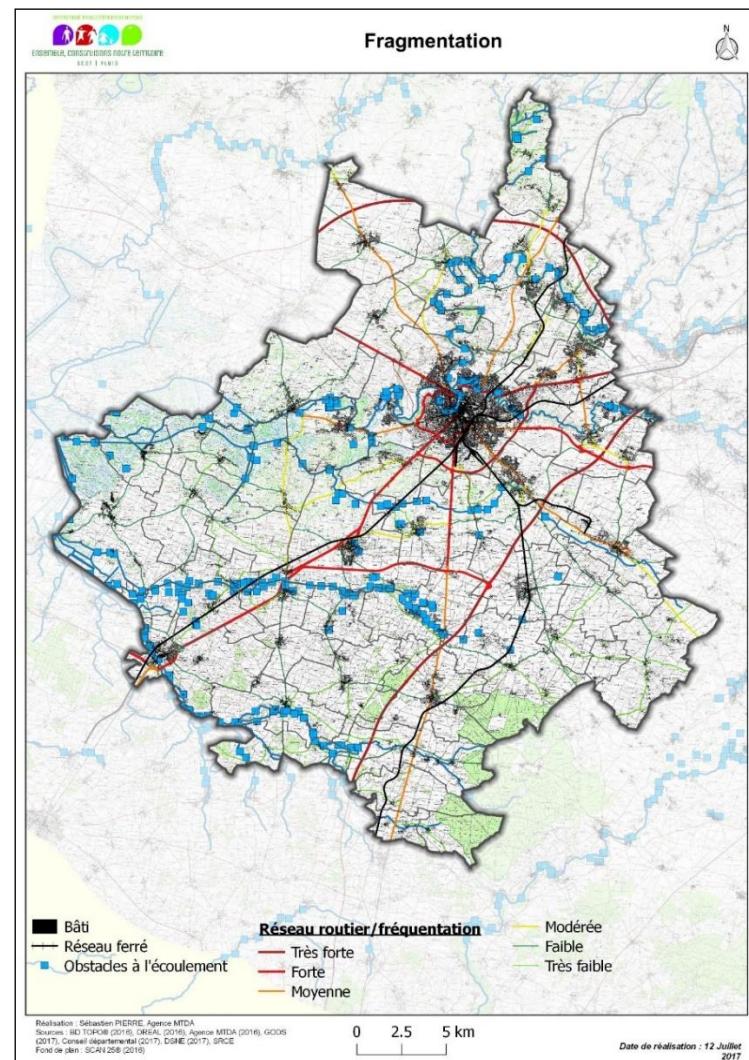 Fragmentation
N
ENSEMBLE, CONSTRUISONS NOTRE TERRITOIRE
SCOT | PLUID
Bâti
Réseau ferré
Obstacles à l'écoulement
Réseau routier/fréquentation
Très forte
Forte
Moyenne
Modérée
Faible
Très faible
Réalisation : Sébastien PIERRE, Agence MTDA
Sources : BD TOPO® (2016), DREAL (2016), Agence MTDA (2016), GODS
(2017), Conseil départemental (2017), DSNE (2017), SRCE
Fond de plan : SCAN 25® (2016)
0 2.5 5 km
Date de réalisation : 12 Juillet
2017